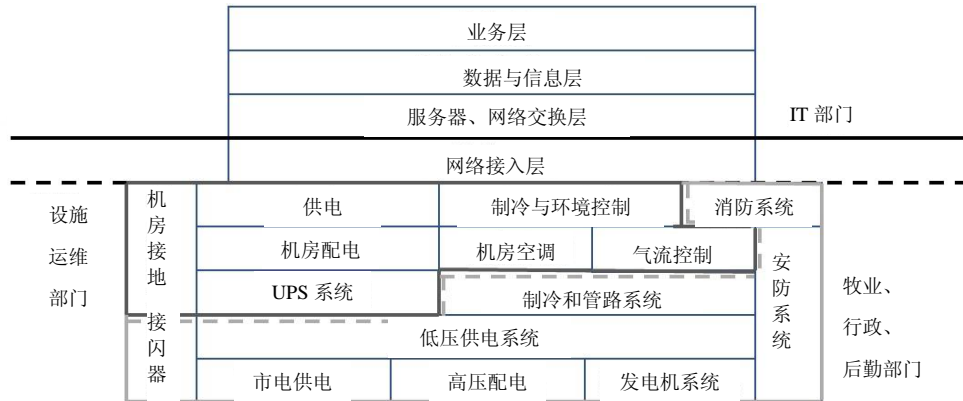 业务层
数据与信息层
服务器、网络交换层
IT 部门
网络接入层
设施
运维
部门
机
房
接
地
接
闪
器
供电
制冷与环境控制
消防系统
机房配电
机房空调
气流控制
UPS 系统
制冷和管路系统
安
防
系
统
低压供电系统
市电供电
高压配电
发电机系统
牧业、
行政、
后勤部门